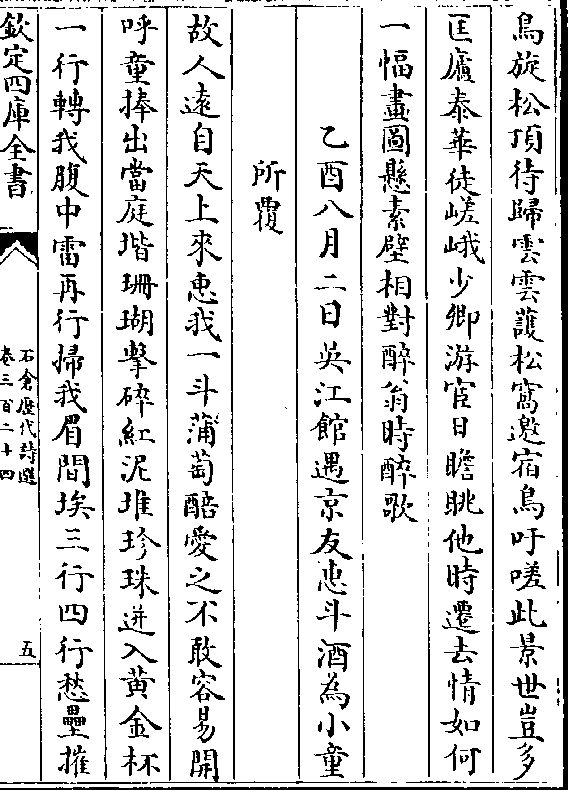 鳥旋松頂待歸雲雲護松窩邀宿鳥吁嗟此景世豈多
匡廬泰華徒嵯峨少卿游宦日瞻眺他時遷去情如何
一幅畫圖懸素壁相對醉翁時醉歌
乙酉八月二日吳江館遇京友惠斗酒為小童
所覆
故人遠自天上來惠我一斗蒲萄醅愛之不敢容易開
呼童捧出當庭堦珊瑚擊碎紅泥堆珍珠迸入黄金杯
一行轉我腹中雷再行掃我眉間埃三行四行愁壘摧
欽定四庫全書
石倉歷代詩選
卷三百二十四
五